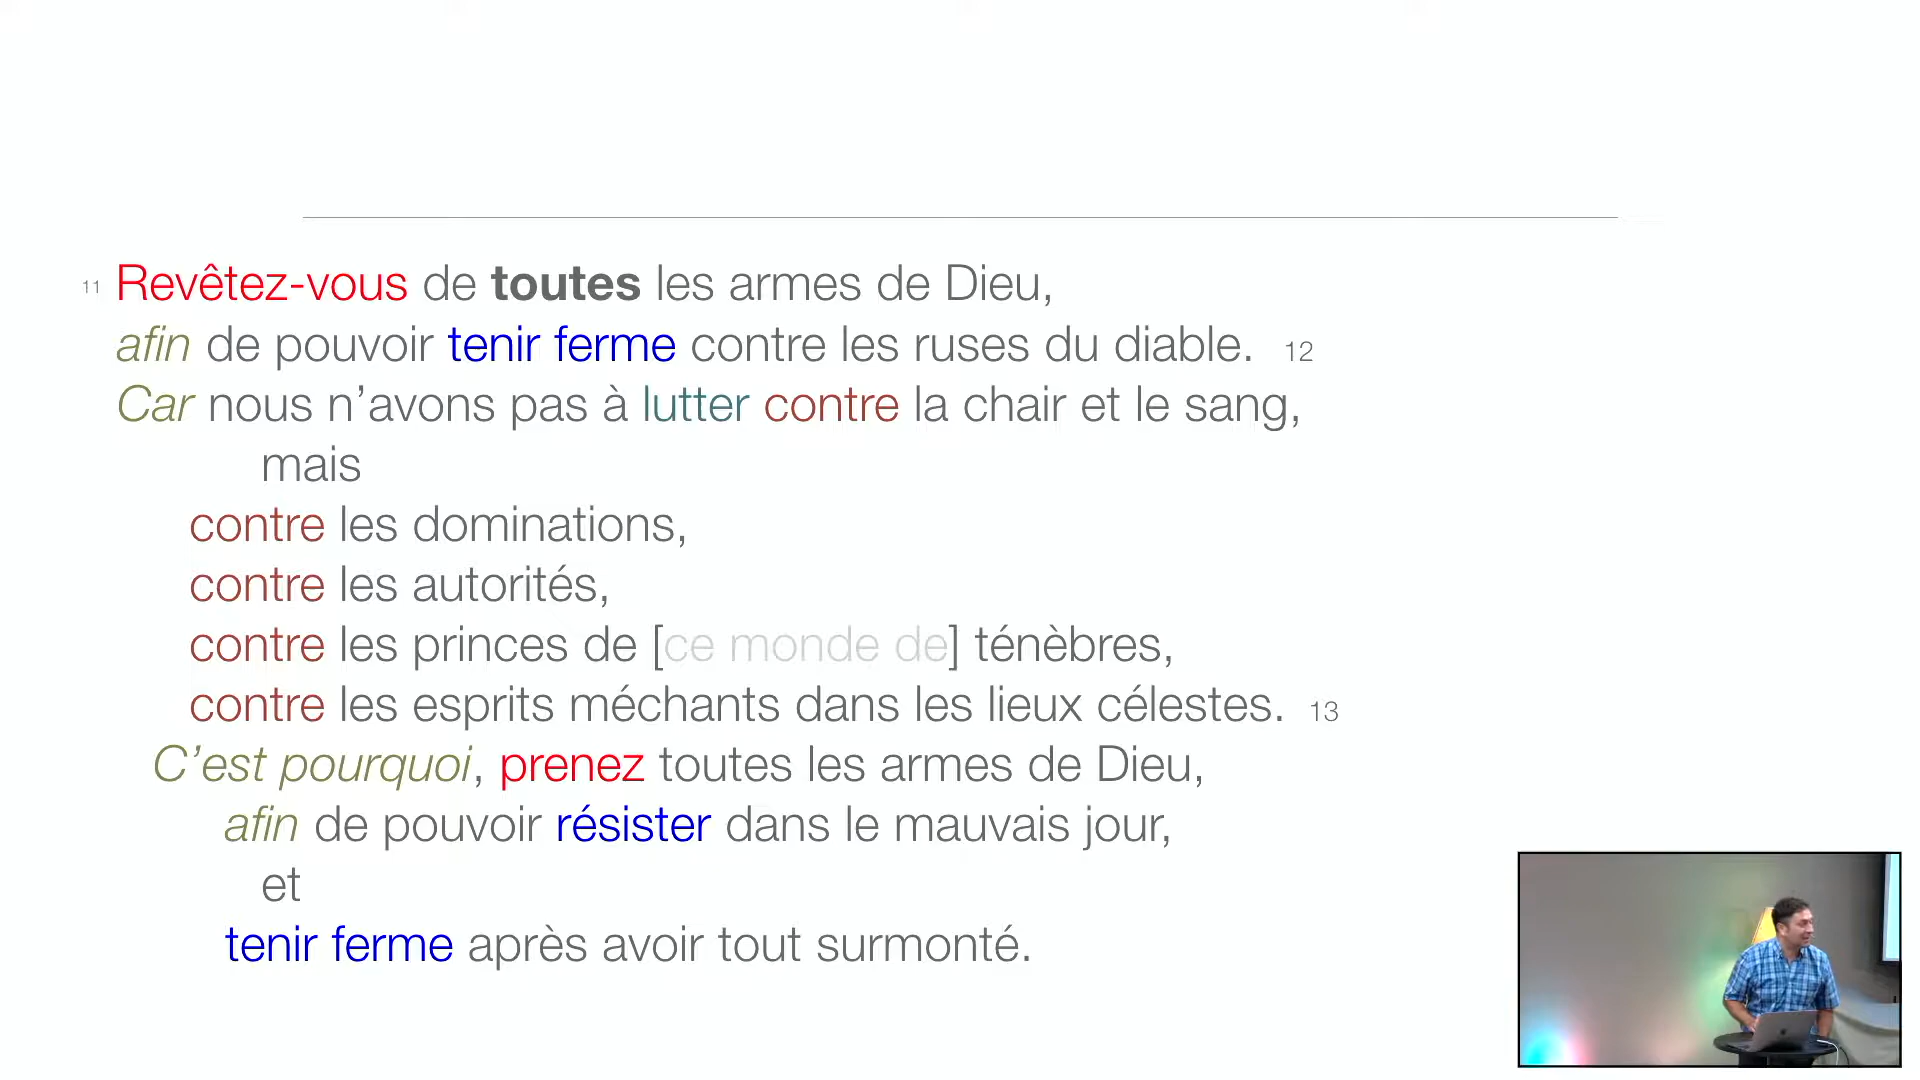 11 Revêtez-vous de toutes les armes de Dieu,
afin de pouvoir tenir ferme contre les ruses du diable. 12
Car nous n’avons pas à lutter contre la chair et le sang,
mais
contre les dominations,
contre les autorités,
contre les princes de [ce monde de] ténèbres,
contre les esprits méchants dans les lieux célestes. 13
C’est pourquoi, prenez toutes les armes de Dieu,
afin de pouvoir résister dans le mauvais jour,
et
tenir ferme après avoir tout surmonté.